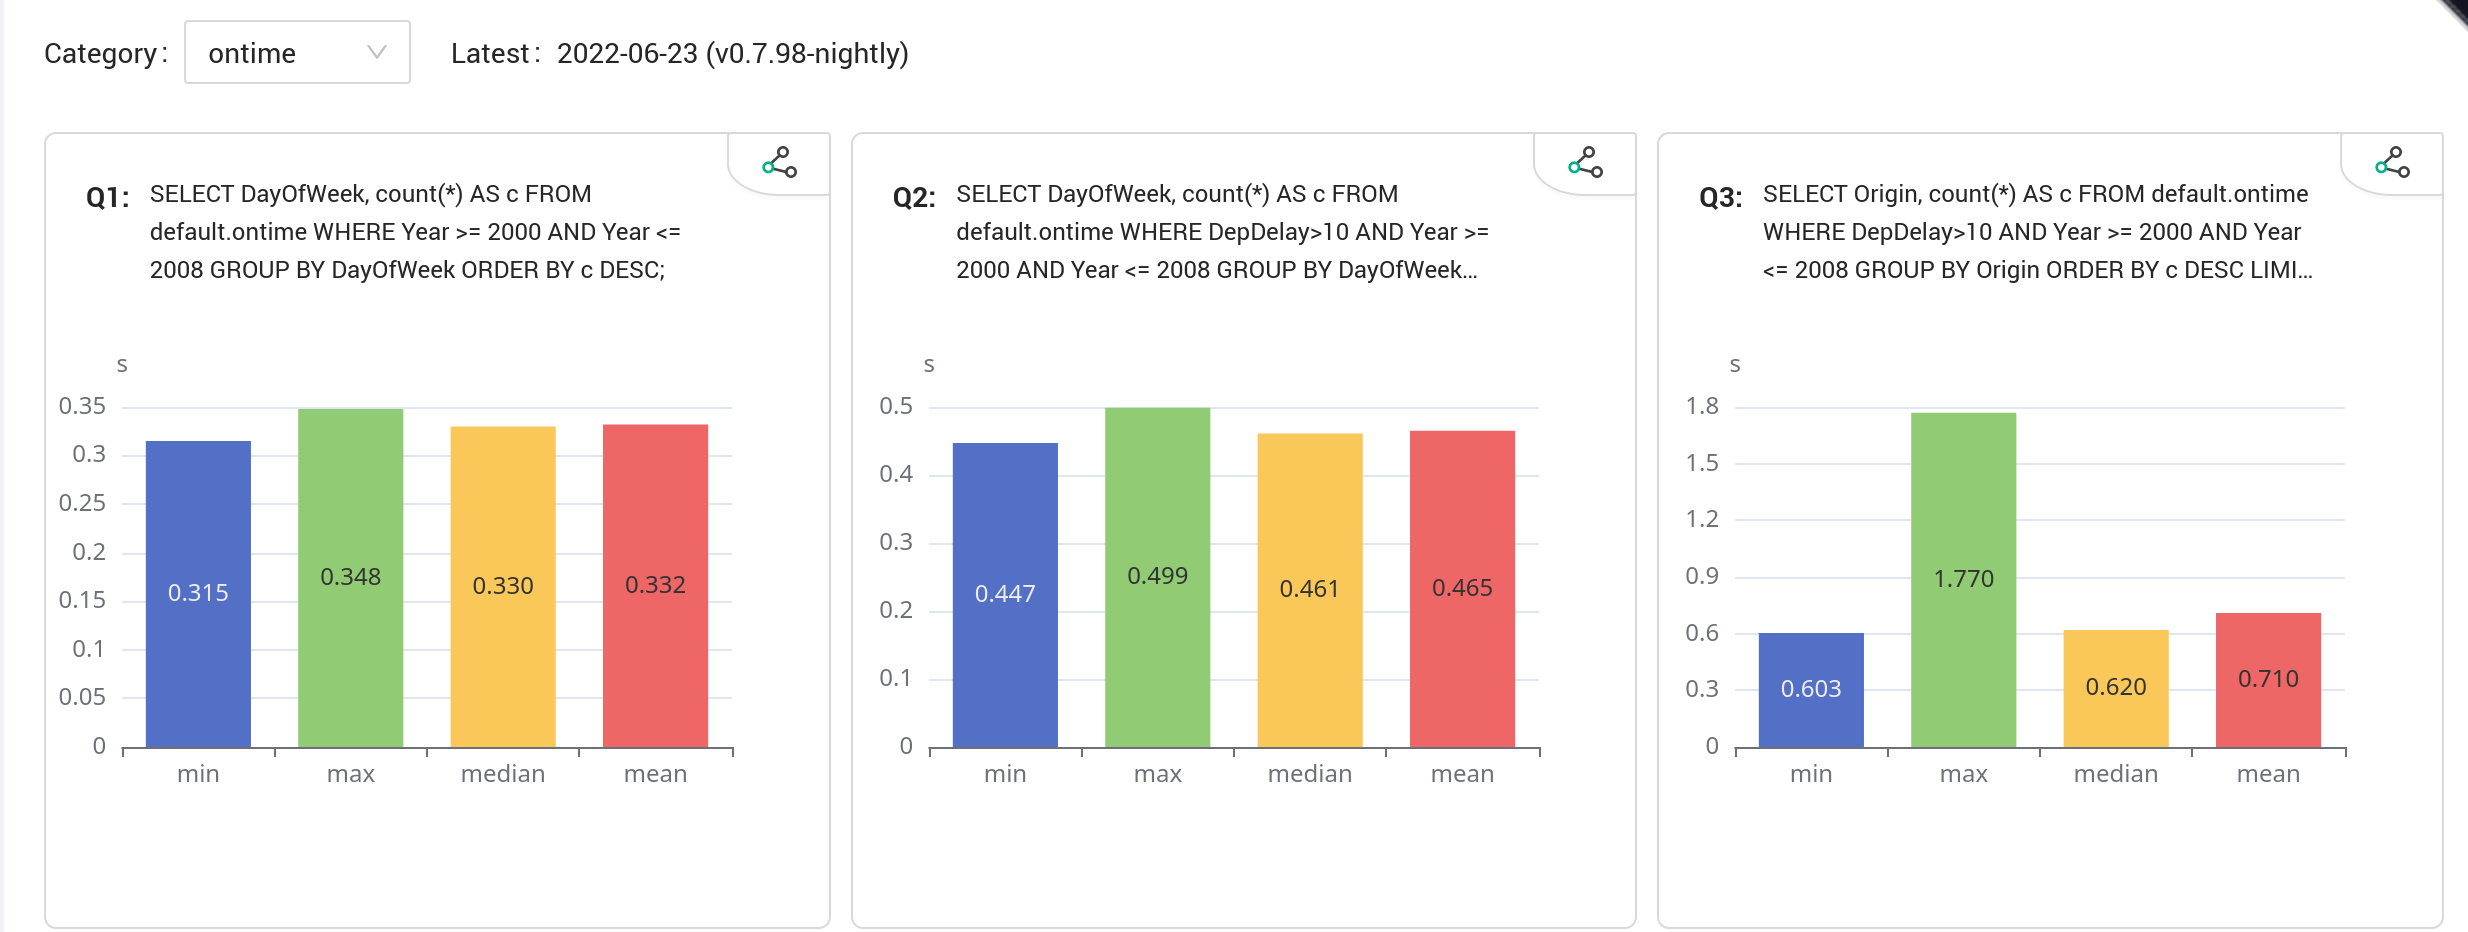 Category: ontime Latest: 2022-06-23 (v0.7.98-nightly)
Q1: SELECT DayOfWeek, count(*) AS c FROM
default.ontime WHERE Year >= 2000 AND Year <=
2008 GROUP BY DayOfWeek ORDER BY c DESC;
s
0.35
0.3
0.25
0.2
0.15
0.1
0.05
0
0.315
0.348
0.330
0.332
min max median mean
Q2: SELECT DayOfWeek, count(*) AS c FROM
default.ontime WHERE DepDelay>10 AND Year >=
2000 AND Year <= 2008 GROUP BY DayOfWeek...
s
0.5
0.4
0.3
0.2
0.1
0
0.447
0.499
0.461
0.465
min max median mean
Q3: SELECT Origin, count(*) AS c FROM default.ontime
WHERE DepDelay>10 AND Year >= 2000 AND Year
<= 2008 GROUP BY Origin ORDER BY c DESC LIMI...
s
1.8
1.5
1.2
0.9
0.6
0.3
0
0.603
1.770
0.620
0.710
min max median mean